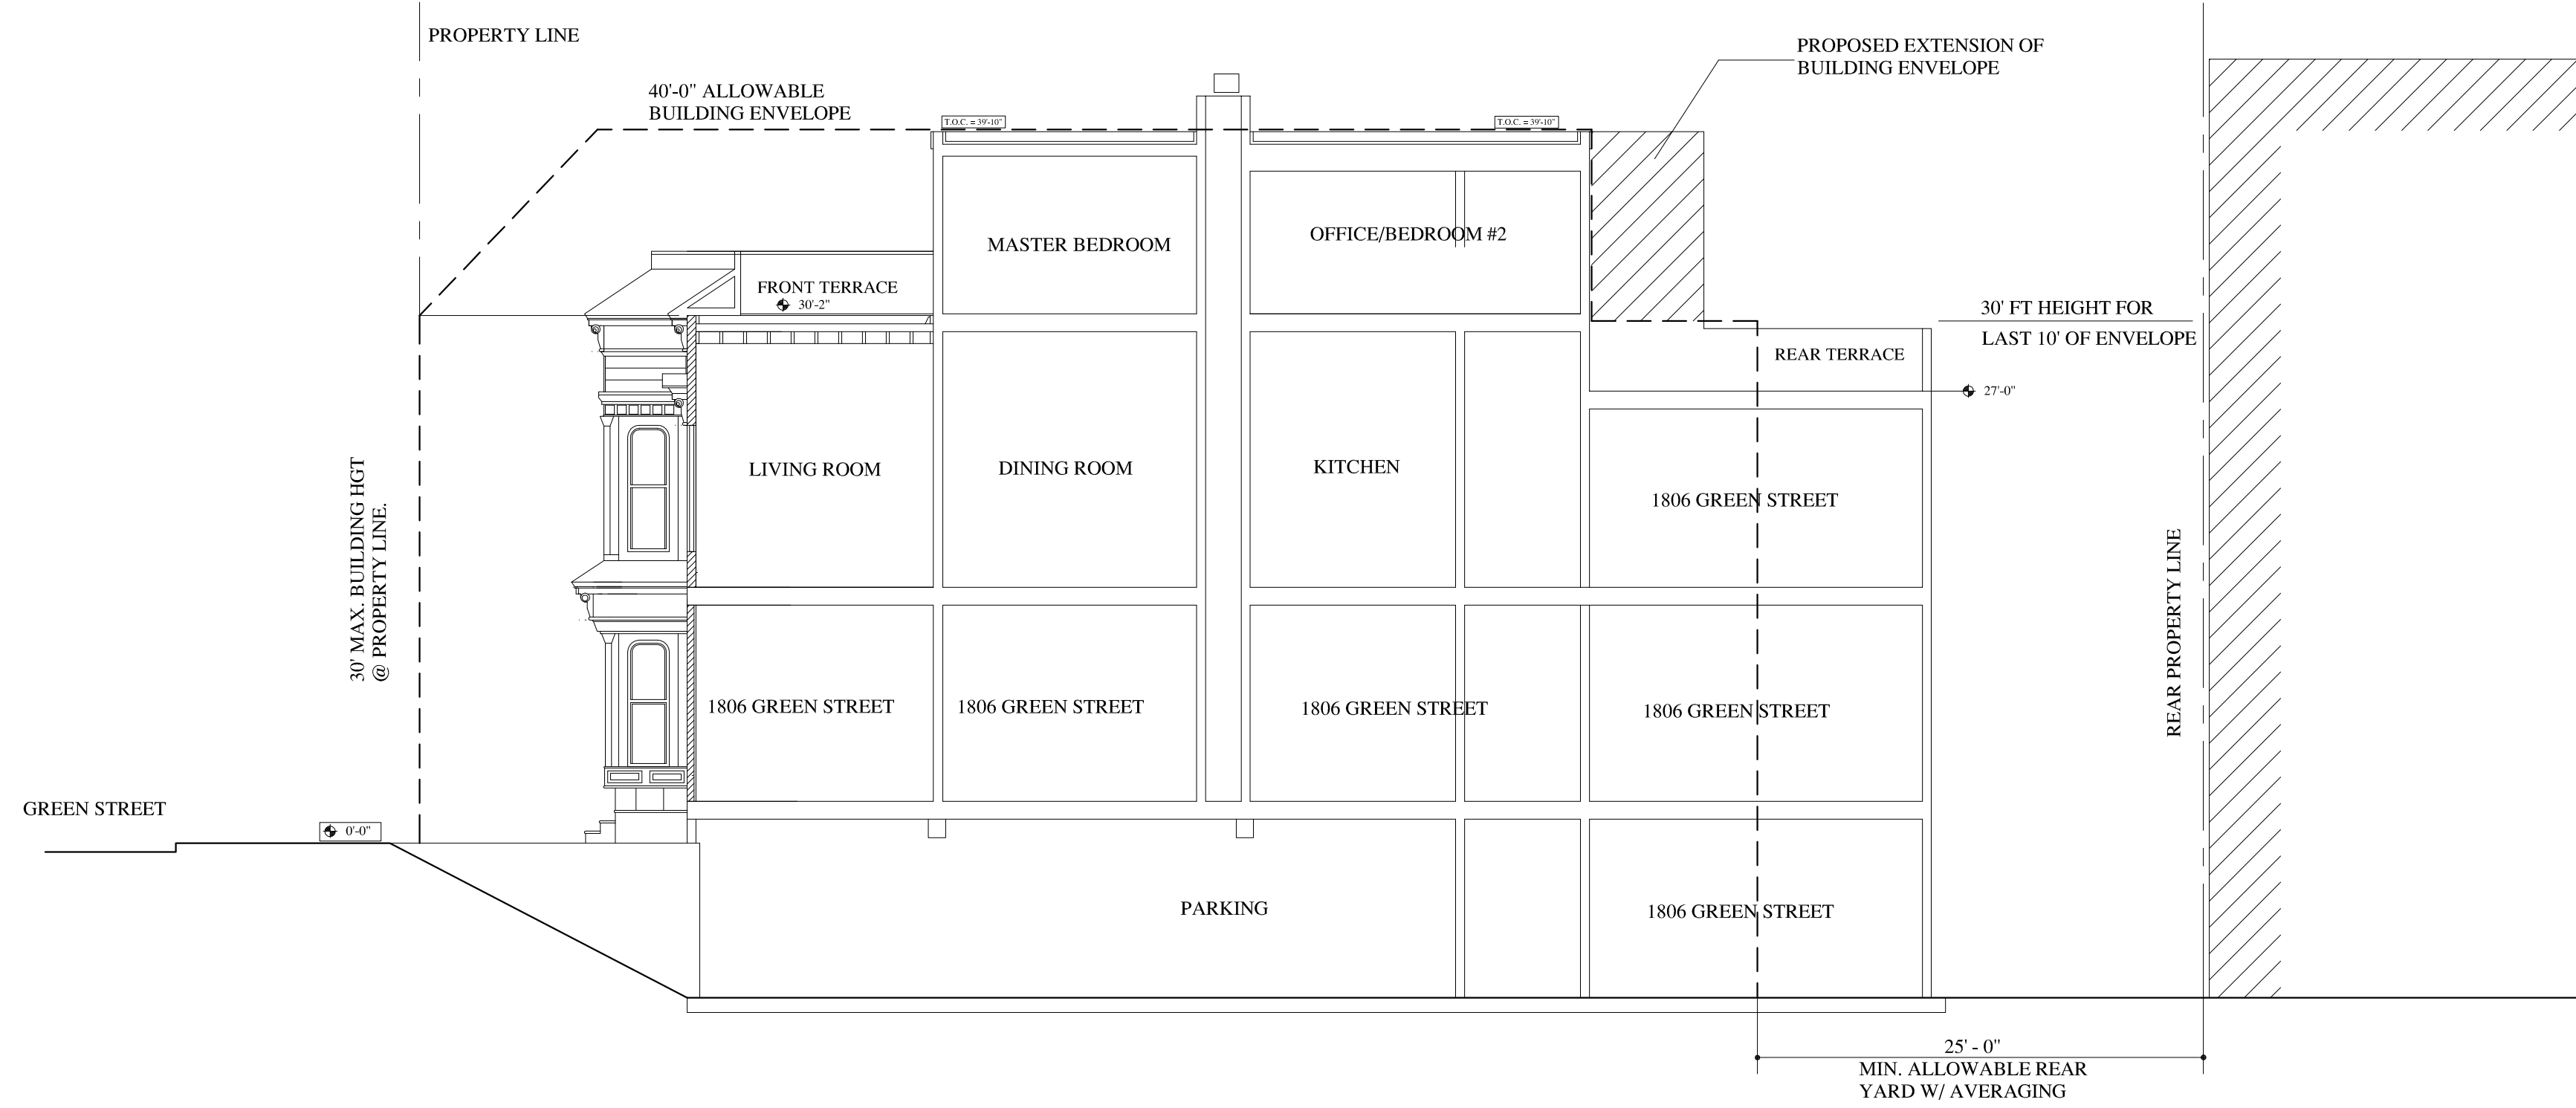 PROPERTY LINE
PROPOSED EXTENSION OF
BUILDING ENVELOPE
40'-0" ALLOWABLE
BUILDING ENVELOPE
T.O.C. = 39'-10"
T.O.C. = 39'-10"
MASTER BEDROOM
OFFICE/BEDROOM #2
FRONT TERRACE
30'-2"
30' FT HEIGHT FOR
LAST 10' OF ENVELOPE
REAR TERRACE
27'-0"
30' MAX. BUILDING HGT
@ PROPERTY LINE.
LIVING ROOM
DINING ROOM
KITCHEN
1806 GREEN STREET
REAR PROPERTY LINE
1806 GREEN STREET
1806 GREEN STREET
1806 GREEN STREET
1806 GREEN STREET
GREEN STREET
0'-0"
PARKING
1806 GREEN STREET
25' - 0"
MIN. ALLOWABLE REAR
YARD W/ AVERAGING